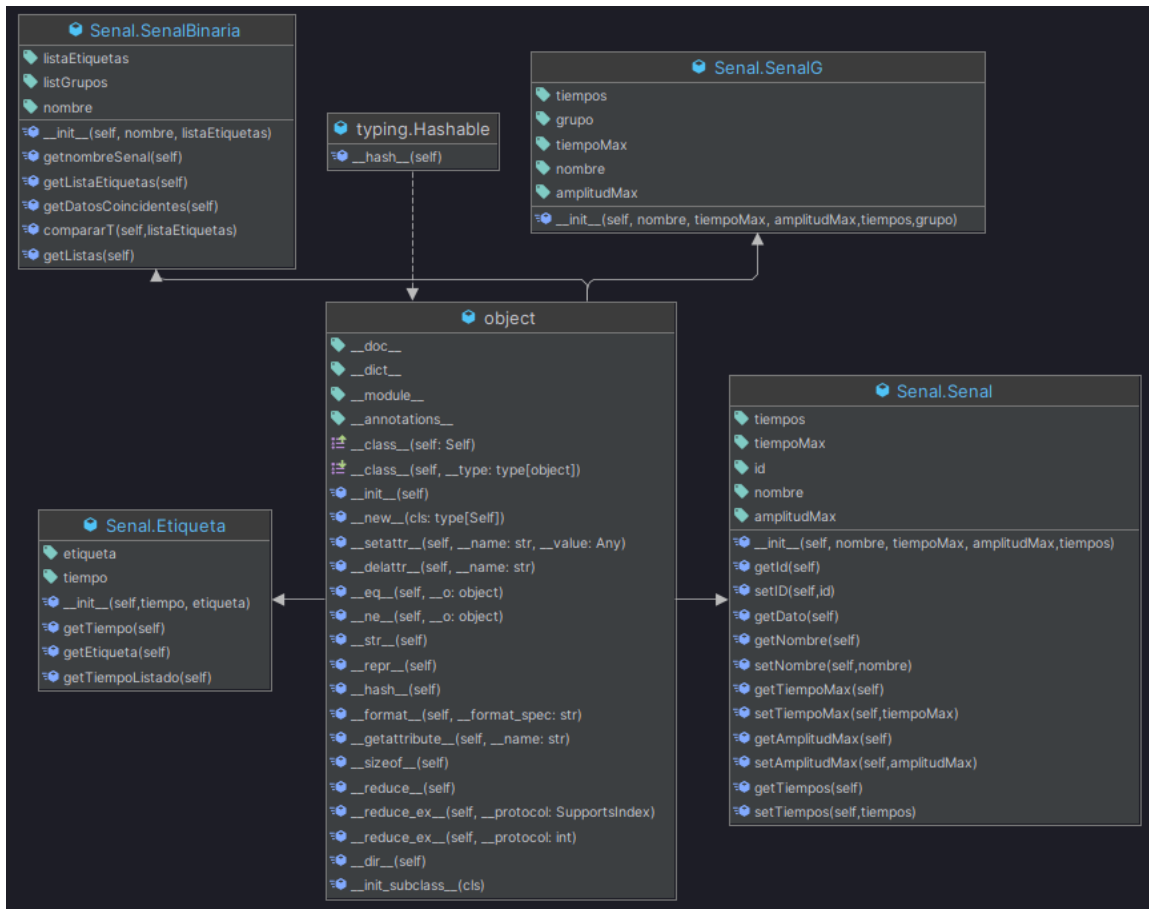 Senal.SenalBinaria
listaEtiquetas
listGrupos
nombre
__init__(self, nombre, listaEtiquetas)
getnombreSenal(self)
getListaEtiquetas(self)
getDatosCoincidentes(self)
compararT(self,listaEtiquetas)
getListas(self)
typing.Hashable
__hash__(self)
Senal.SenalG
tiempos
grupo
tiempoMax
nombre
amplitudMax
__init__(self, nombre, tiempoMax, amplitudMax,tiempos,grupo)
object
__doc__
__dict__
__module__
__annotations__
__class__(self: Self)
__class__(self, __type: type[object])
__init__(self)
__new__(cls: type[Self])
__setattr__(self, __name: str, __value: Any)
__delattr__(self, __name: str)
__eq__(self, __o: object)
__ne__(self, __o: object)
__str__(self)
__repr__(self)
__hash__(self)
__format__(self, __format_spec: str)
__getattribute__(self, __name: str)
__sizeof__(self)
__reduce__(self)
__reduce_ex__(self, __protocol: SupportsIndex)
__reduce_ex__(self, __protocol: int)
__dir__(self)
__init_subclass__(cls)
Senal.Etiqueta
etiqueta
tiempo
__init__(self,tiempo, etiqueta)
getTiempo(self)
getEtiqueta(self)
getTiempoListado(self)
Senal.Senal
tiempos
tiempoMax
id
nombre
amplitudMax
__init__(self, nombre, tiempoMax, amplitudMax,tiempos)
getId(self)
setID(self,id)
getDato(self)
getNombre(self)
setNombre(self,nombre)
getTiempoMax(self)
setTiempoMax(self,tiempoMax)
getAmplitudMax(self)
setAmplitudMax(self,amplitudMax)
getTiempos(self)
setTiempos(self,tiempos)